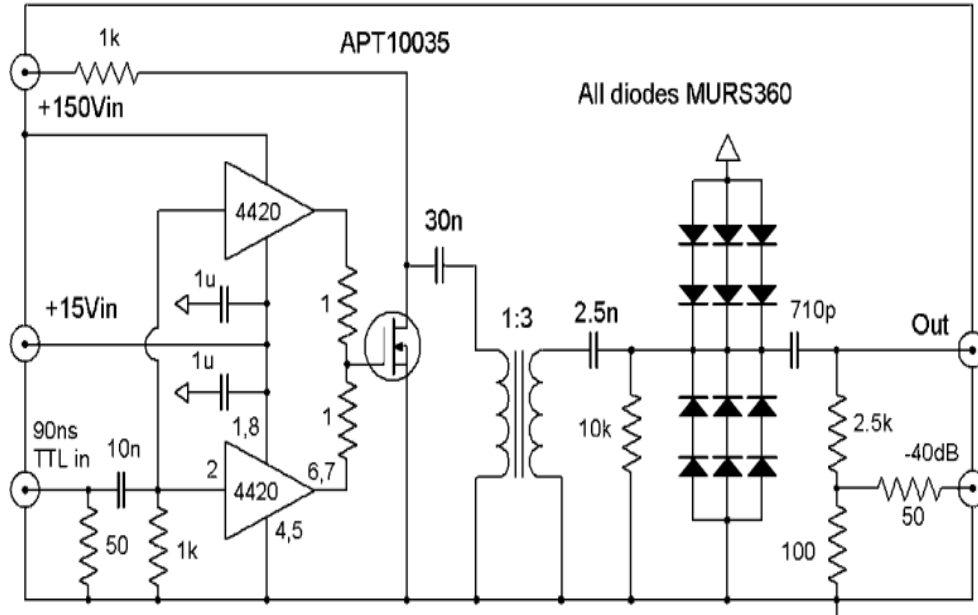 1k
APT10035
+150Vin
All diodes MURS360
4420
30n
1u
1
+15Vin
1:3
2.5n
710p
Out
1u
1
1,8
10k
2.5k
90ns
TTL in
10n
2
4420
6,7
-40dB
4,5
50
50
1k
100